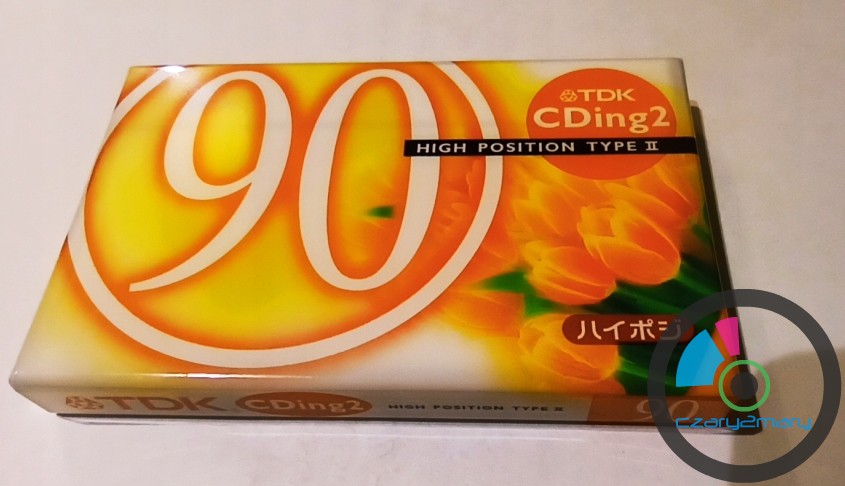 90
TDK
CDing2
HIGH POSITION TYPE II
ハイポジ
TDK CDing2 HIGH POSITION TYPE II 90
czary2mary